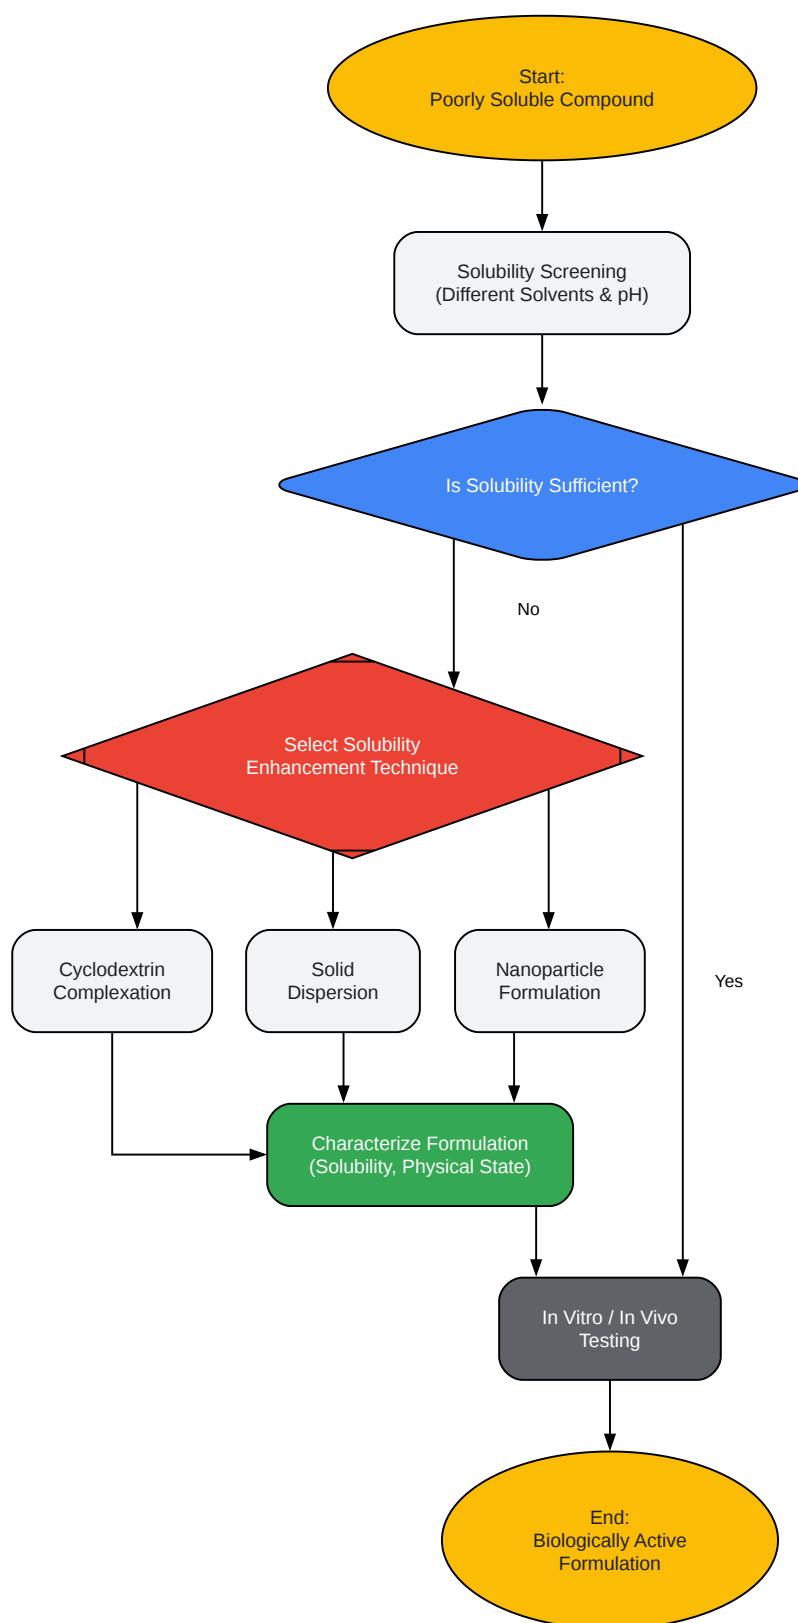 Start:
Poorly Soluble Compound
Solubility Screening
(Different Solvents & pH)
Is Solubility Sufficient?
No
Select Solubility
Enhancement Technique
Cyclodextrin
Complexation
Solid
Dispersion
Nanoparticle
Formulation
Yes
Characterize Formulation
(Solubility, Physical State)
In Vitro / In Vivo
Testing
End:
Biologically Active
Formulation